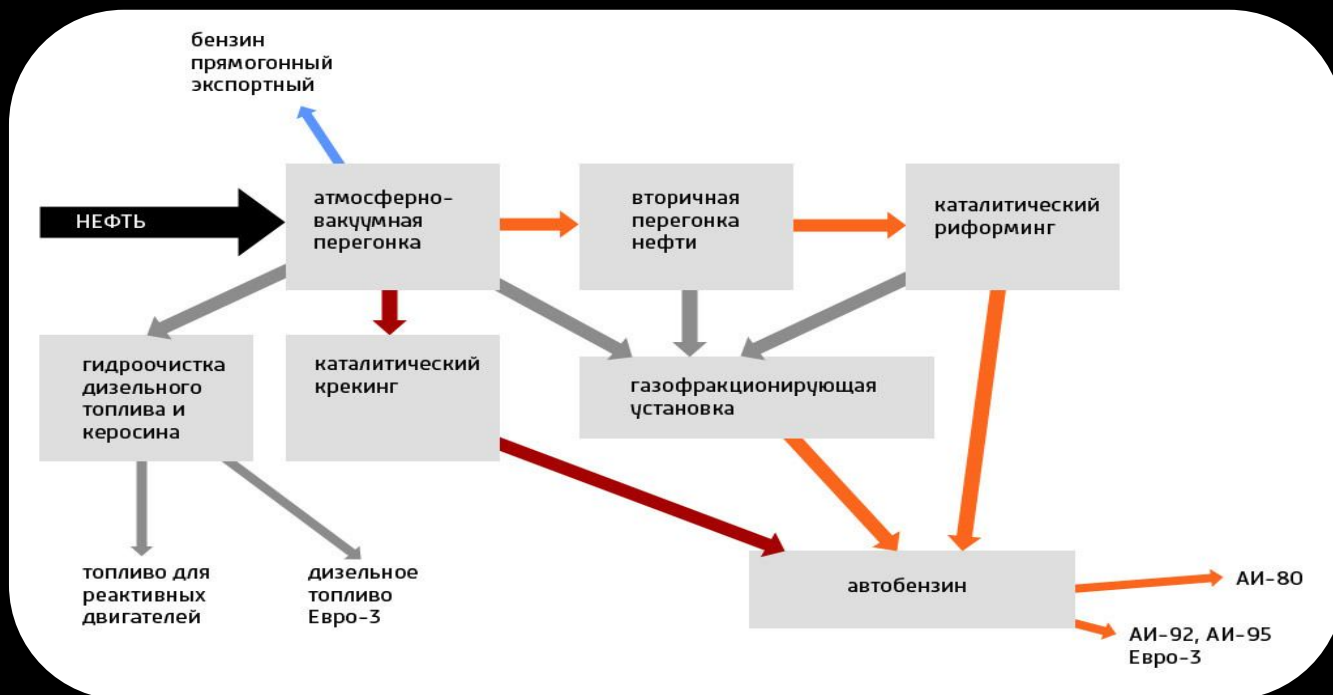 бензин
прямогонный
экспортный
НЕФТЬ
атмосферно-
вакуумная
перегонка
вторичная
перегонка
нефти
каталитический
риформинг
гидроочистка
дизельного
топлива и
керосина
каталитический
крекинг
газофракционирующая
установка
топливо для
реактивных
двигателей
дизельное
топливо
Евро-3
автобензин
АИ-80
АИ-92, АИ-95
Евро-3